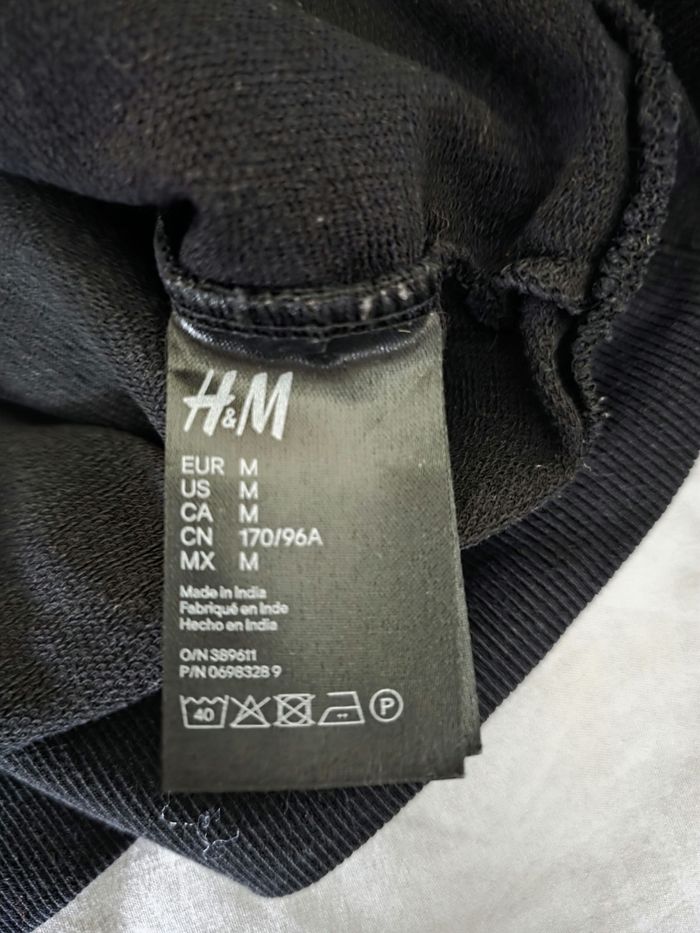 H&M
EUR M
US M
CA M
CN 170/96A
MX M
Made in India
Fabriqué en Inde
Hecho en India
O/N 389611
P/N 0698328 9
40
P